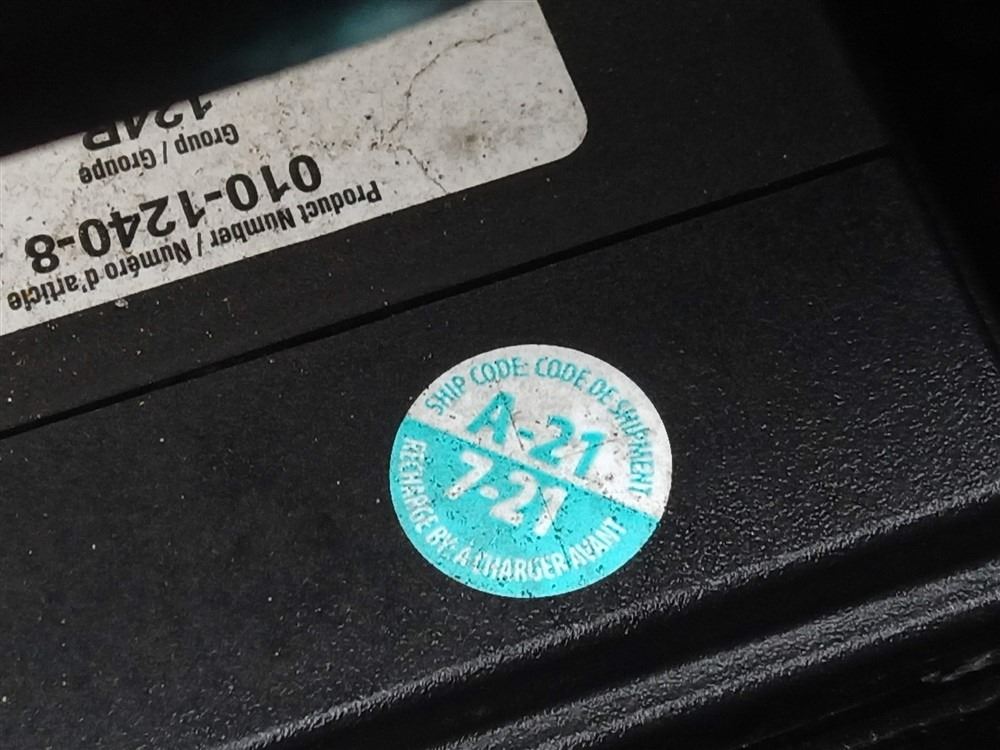 Product Number / Numéro d'article
010-1240-8
Group / Groupe
124R
SHIP CODE: CODE DE SHIPMENT
A-21
7-21
RECHARGE BY: A CHARGER AVANT